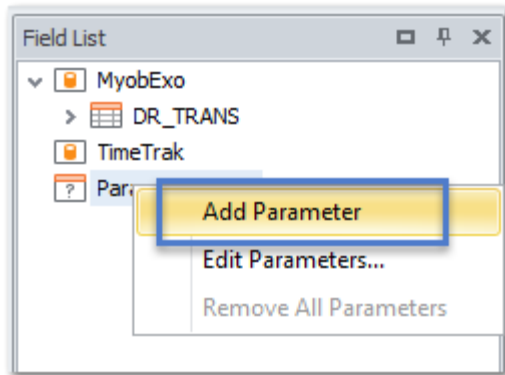 Field List
MyobExo
DR_TRANS
TimeTrak
Para
Add Parameter
Edit Parameters...
Remove All Parameters